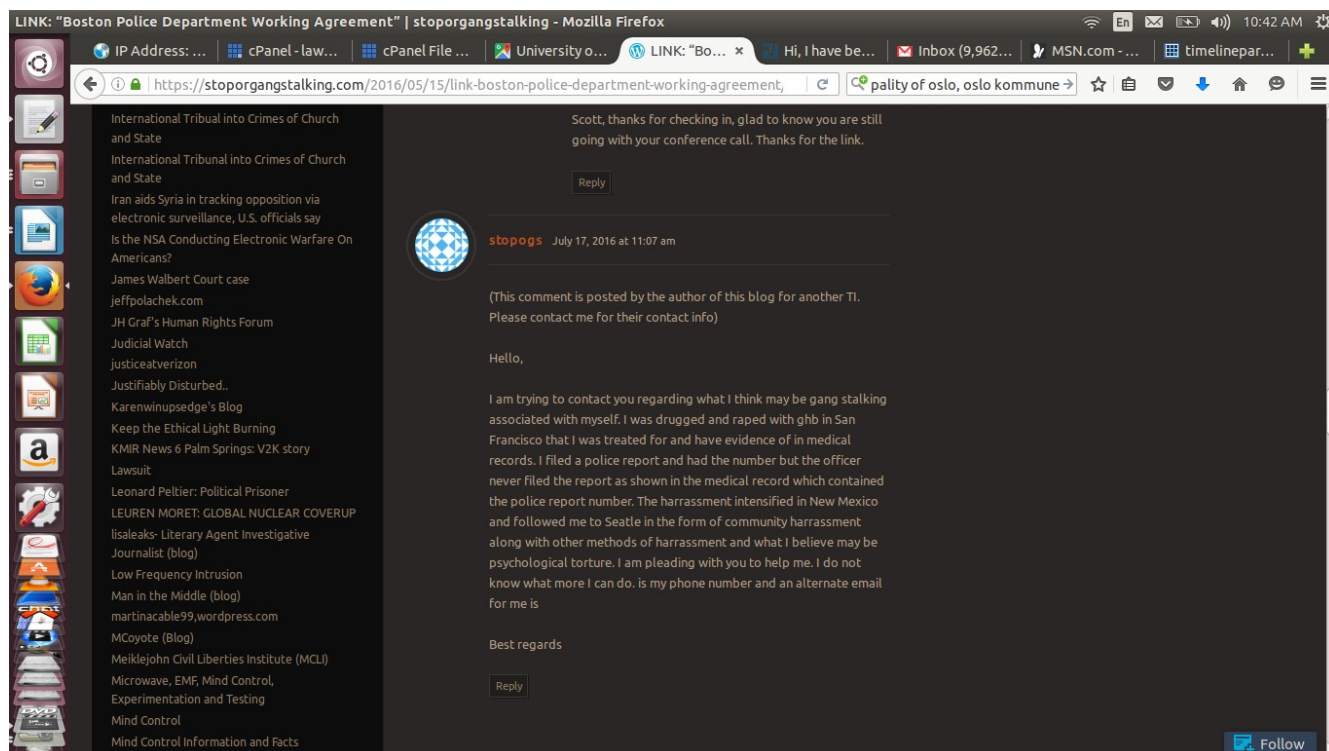 LINK: "Boston Police Department Working Agreement" | stoporgangstalking - Mozilla Firefox
En
10:42 AM
IP Address: ...
cPanel - law...
cPanel File ...
University o...
LINK: "Bo... ×
Hi, I have be...
Inbox (9,962...
MSN.com - ...
timelinepar...
https://stoporgangstalking.com/2016/05/15/link-boston-police-department-working-agreement,
pality of oslo, oslo kommune
International Tribual into Crimes of Church
and State
International Tribunal into Crimes of Church
and State
Iran aids Syria in tracking opposition via
electronic surveillance, U.S. officials say
Is the NSA Conducting Electronic Warfare On
Americans?
James Walbert Court case
jeffpolachek.com
JH Graf's Human Rights Forum
Judicial Watch
justiceatverizon
Justifiably Disturbed..
Karenwinupsedge's Blog
Keep the Ethical Light Burning
KMIR News 6 Palm Springs: V2K story
Lawsuit
Leonard Peltier: Political Prisoner
LEUREN MORET: GLOBAL NUCLEAR COVERUP
lisaleaks- Literary Agent Investigative
Journalist (blog)
Low Frequency Intrusion
Man in the Middle (blog)
martinacable99,wordpress.com
MCoyote (Blog)
Meiklejohn Civil Liberties Institute (MCLI)
Microwave, EMF, Mind Control,
Experimentation and Testing
Mind Control
Mind Control Information and Facts
Scott, thanks for checking in, glad to know you are still
going with your conference call. Thanks for the link.
Reply
stopogs July 17, 2016 at 11:07 am
(This comment is posted by the author of this blog for another TI.
Please contact me for their contact info)
Hello,
I am trying to contact you regarding what I think may be gang stalking
associated with myself. I was drugged and raped with ghb in San
Francisco that I was treated for and have evidence of in medical
records. I filed a police report and had the number but the officer
never filed the report as shown in the medical record which contained
the police report number. The harrassment intensified in New Mexico
and followed me to Seatle in the form of community harrassment
along with other methods of harrassment and what I believe may be
psychological torture. I am pleading with you to help me. I do not
know what more I can do. is my phone number and an alternate email
for me is
Best regards
Reply
Follow